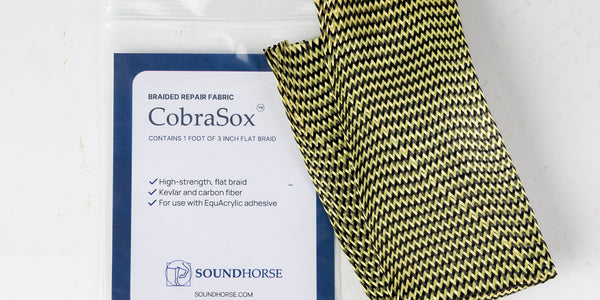 BRAIDED REPAIR FABRIC
CobraSox™
CONTAINS 1 FOOT OF 3 INCH FLAT BRAID
High-strength, flat braid
Kevlar and carbon fiber
For use with EquAcrylic adhesive
SOUNDHORSE
SOUNDHORSE.COM